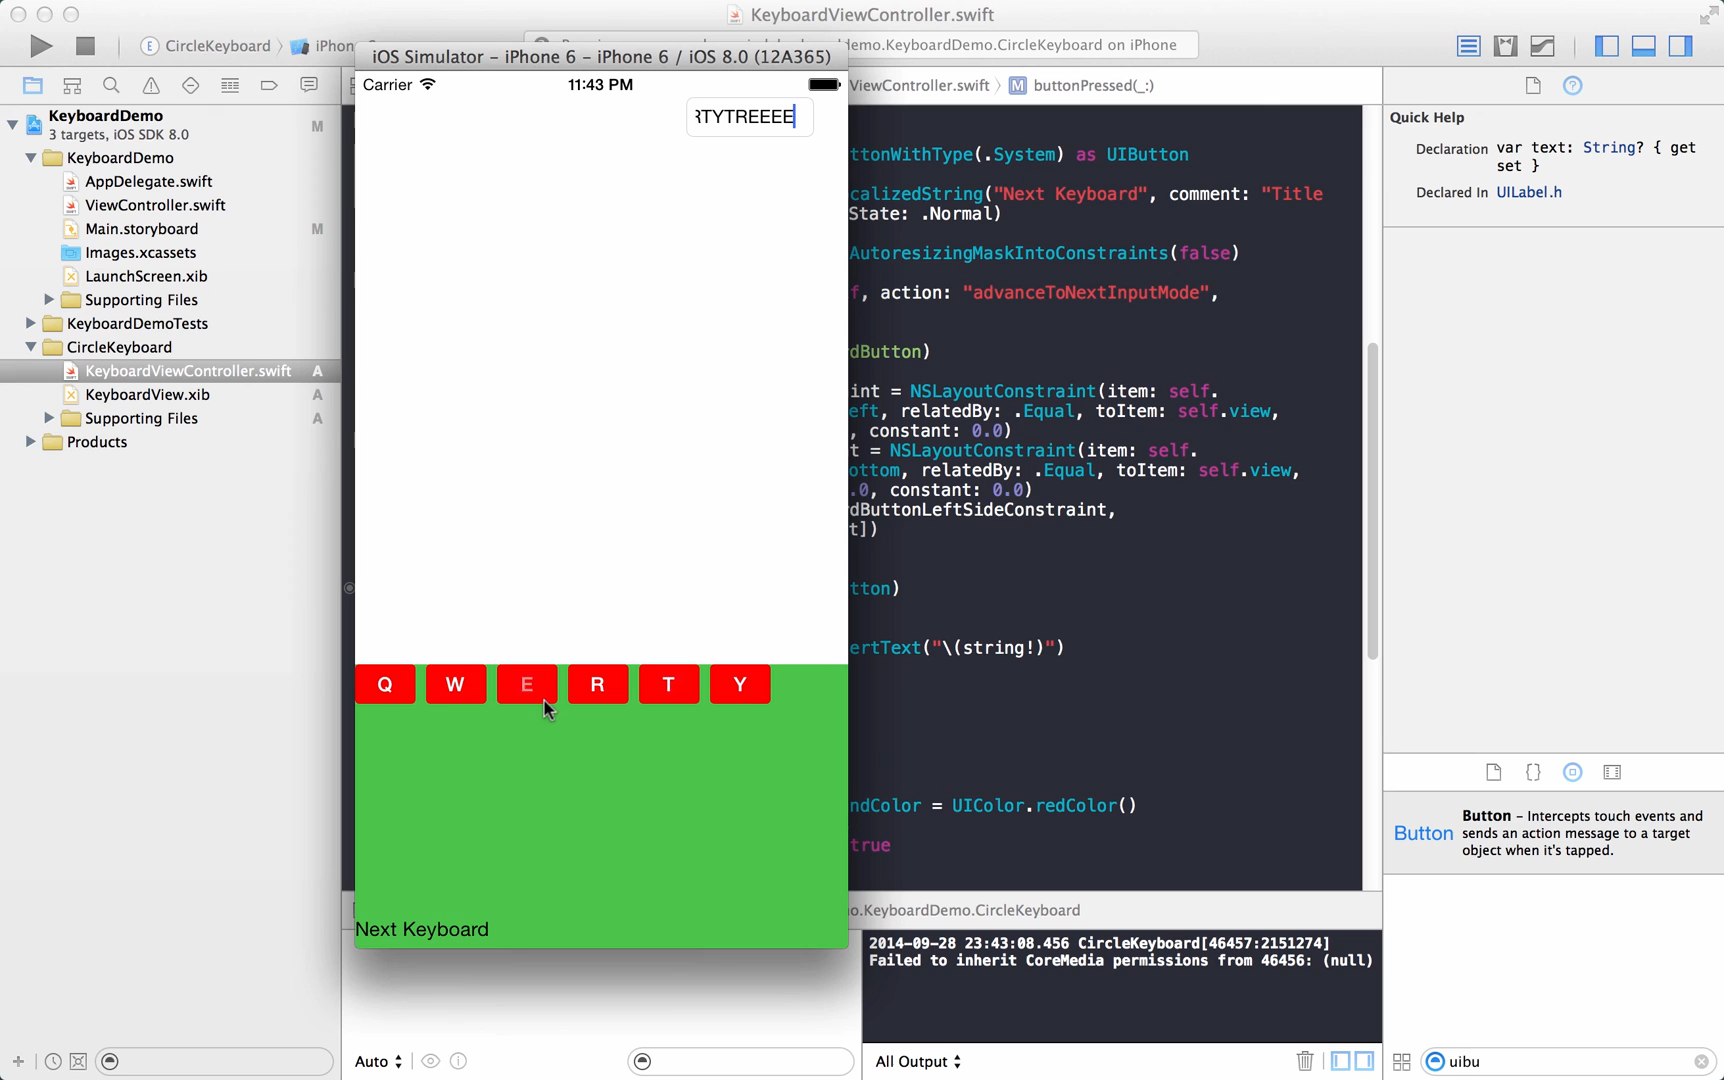 KeyboardViewController.swift
CircleKeyboard
demo.KeyboardDemo.CircleKeyboard on iPhone
iOS Simulator – iPhone 6 – iPhone 6 / iOS 8.0 (12A365)
Carrier
11:43 PM
ViewController.swift
M
buttonPressed(_:)
RTYTREEEE
KeyboardDemo
M
3 targets, iOS SDK 8.0
KeyboardDemo
AppDelegate.swift
ViewController.swift
Main.storyboard
M
Images.xcassets
LaunchScreen.xib
Supporting Files
KeyboardDemoTests
CircleKeyboard
KeyboardViewController.swift
A
KeyboardView.xib
A
Supporting Files
A
Products
ttonWithType(.System) as UIButton
calizedString("Next Keyboard", comment: "Title
State: .Normal)
AutoresizingMaskIntoConstraints(false)
f, action: "advanceToNextInputMode",
dButton)
int = NSLayoutConstraint(item: self.
eft, relatedBy: .Equal, toItem: self.view,
, constant: 0.0)
t = NSLayoutConstraint(item: self.
ottom, relatedBy: .Equal, toItem: self.view,
.0, constant: 0.0)
dButtonLeftSideConstraint,
t])
tton)
ertText("\(string!)")
ndColor = UIColor.redColor()
true
Q W E R T Y
Next Keyboard
o.KeyboardDemo.CircleKeyboard
2014-09-28 23:43:08.456 CircleKeyboard[46457:2151274]
Failed to inherit CoreMedia permissions from 46456: (null)
Auto
All Output
Quick Help
Declaration var text: String? { get
set }
Declared In UILabel.h
Button
Button – Intercepts touch events and
sends an action message to a target
object when it's tapped.
uibu